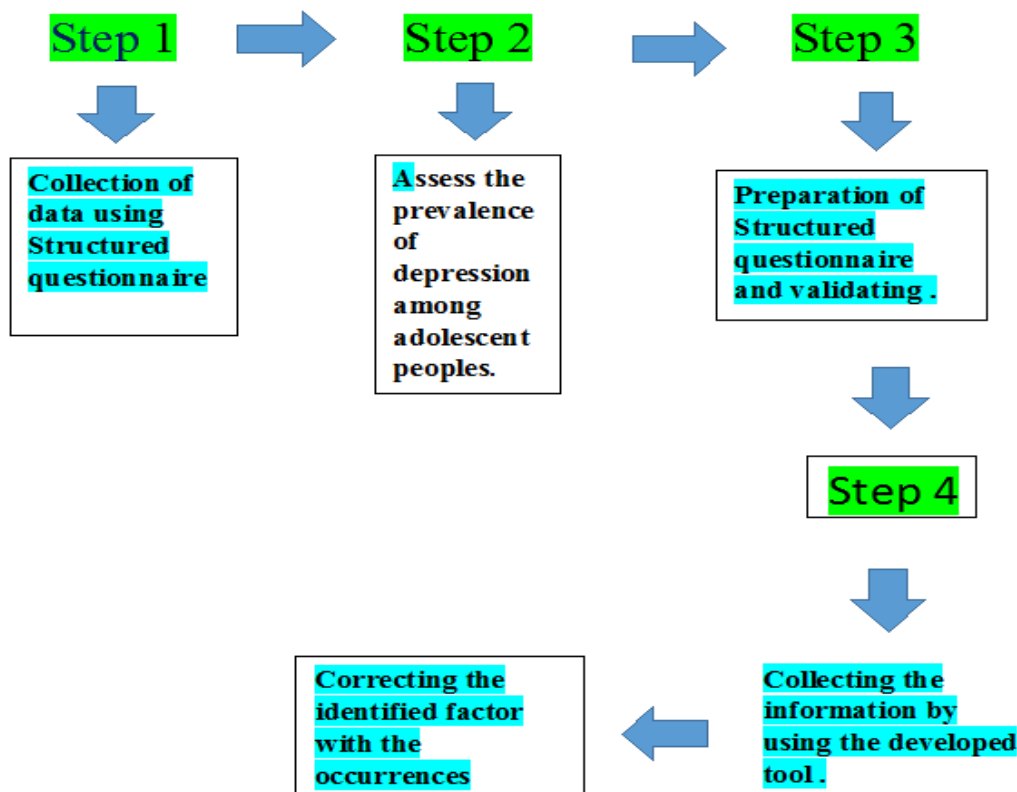 Step 1
Step 2
Step 3
Collection of
data using
Structured
questionnaire
Assess the
prevalence
of
depression
among
adolescent
peoples.
Preparation of
Structured
questionnaire
and validating .
Step 4
Collecting the
information by
using the developed
tool .
Correcting the
identified factor
with the
occurrences